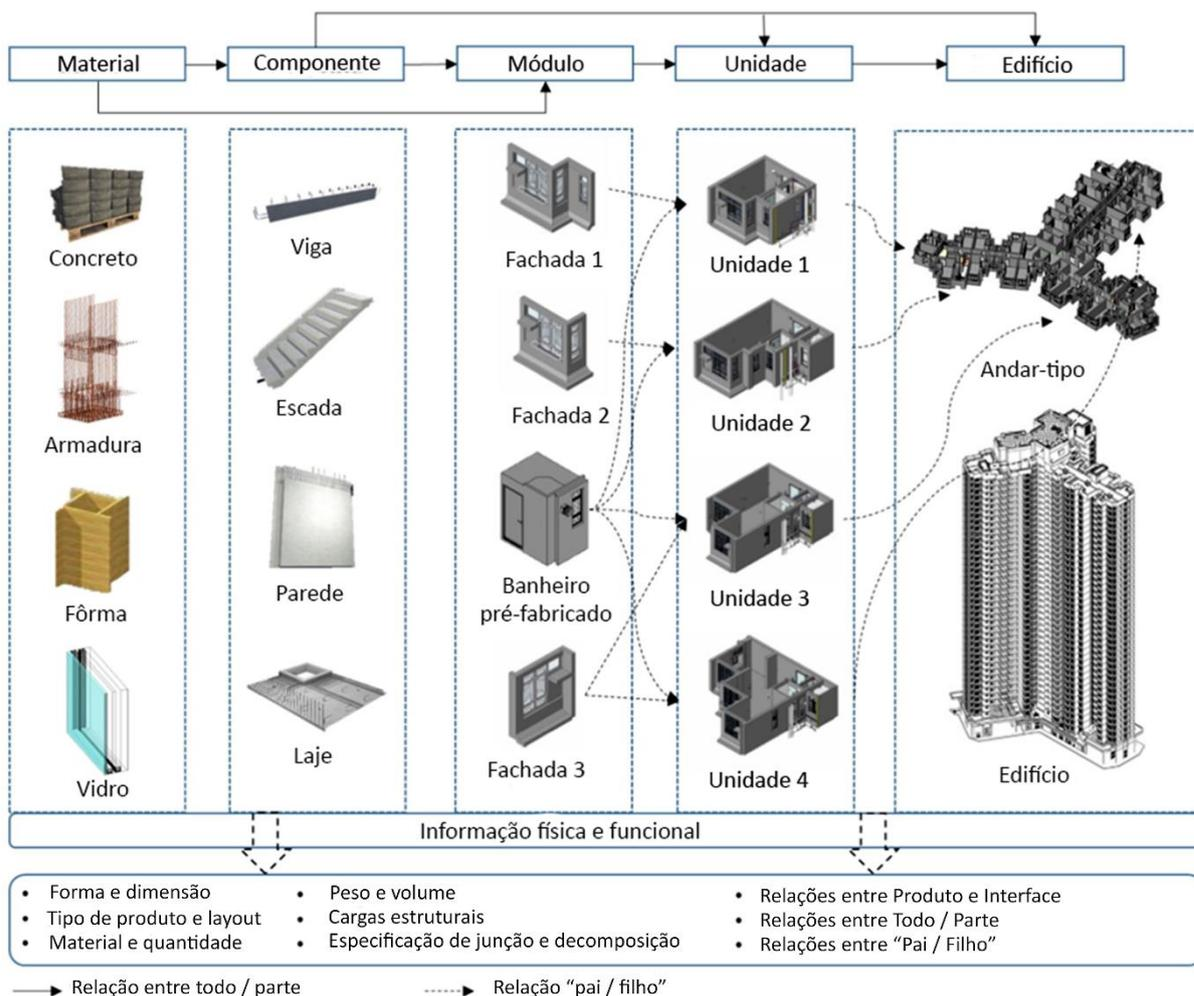 Material
Componente
Módulo
Unidade
Edifício
Concreto
Armadura
Fôrma
Vidro
Viga
Escada
Parede
Laje
Fachada 1
Fachada 2
Banheiro
pré-fabricado
Fachada 3
Unidade 1
Unidade 2
Unidade 3
Unidade 4
Andar-tipo
Edifício
Informação física e funcional
• Forma e dimensão
• Tipo de produto e layout
• Material e quantidade
• Peso e volume
• Cargas estruturais
• Especificação de junção e decomposição
• Relações entre Produto e Interface
• Relações entre Todo / Parte
• Relações entre “Pai / Filho”
Relação entre todo / parte
Relação “pai / filho”